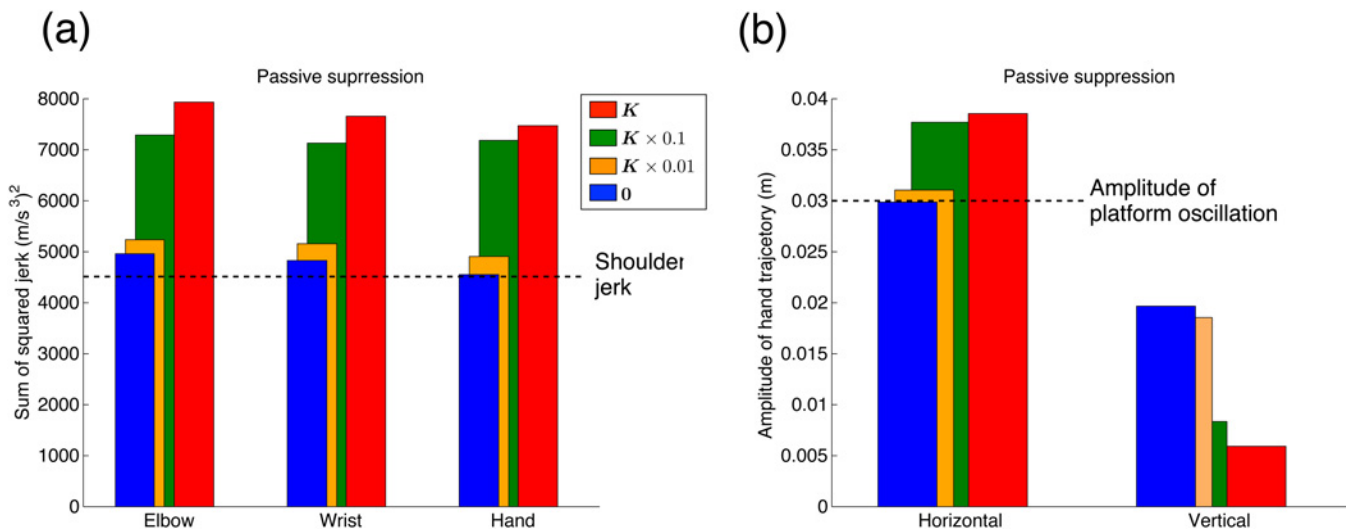 (a)
Passive suprression
Sum of squared jerk (m/s³)²
8000
7000
6000
5000
4000
3000
2000
1000
0
Elbow
Wrist
Hand
K
K × 0.1
K × 0.01
0
Shoulder
jerk
(b)
Passive suppression
Amplitude of hand trajcetory (m)
0.04
0.035
0.03
0.025
0.02
0.015
0.01
0.005
0
Horizontal
Vertical
Amplitude of
platform oscillation